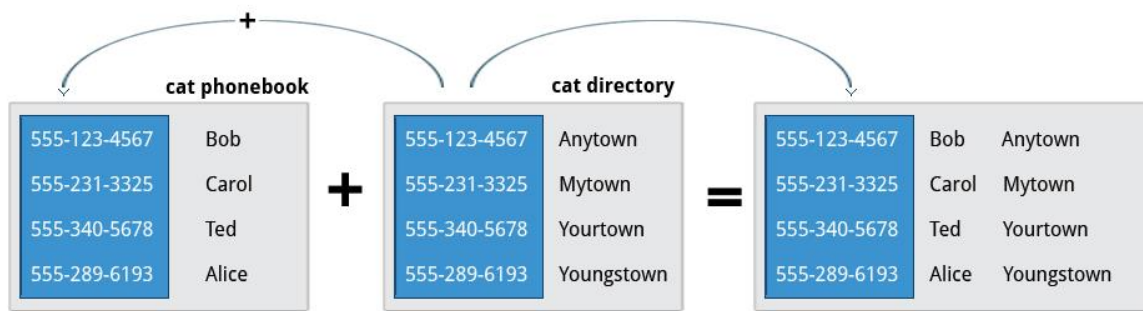 +
cat phonebook
555-123-4567 Bob
555-231-3325 Carol
555-340-5678 Ted
555-289-6193 Alice
+
cat directory
555-123-4567 Anytown
555-231-3325 Mytown
555-340-5678 Yourtown
555-289-6193 Youngstown
=
555-123-4567 Bob Anytown
555-231-3325 Carol Mytown
555-340-5678 Ted Yourtown
555-289-6193 Alice Youngstown